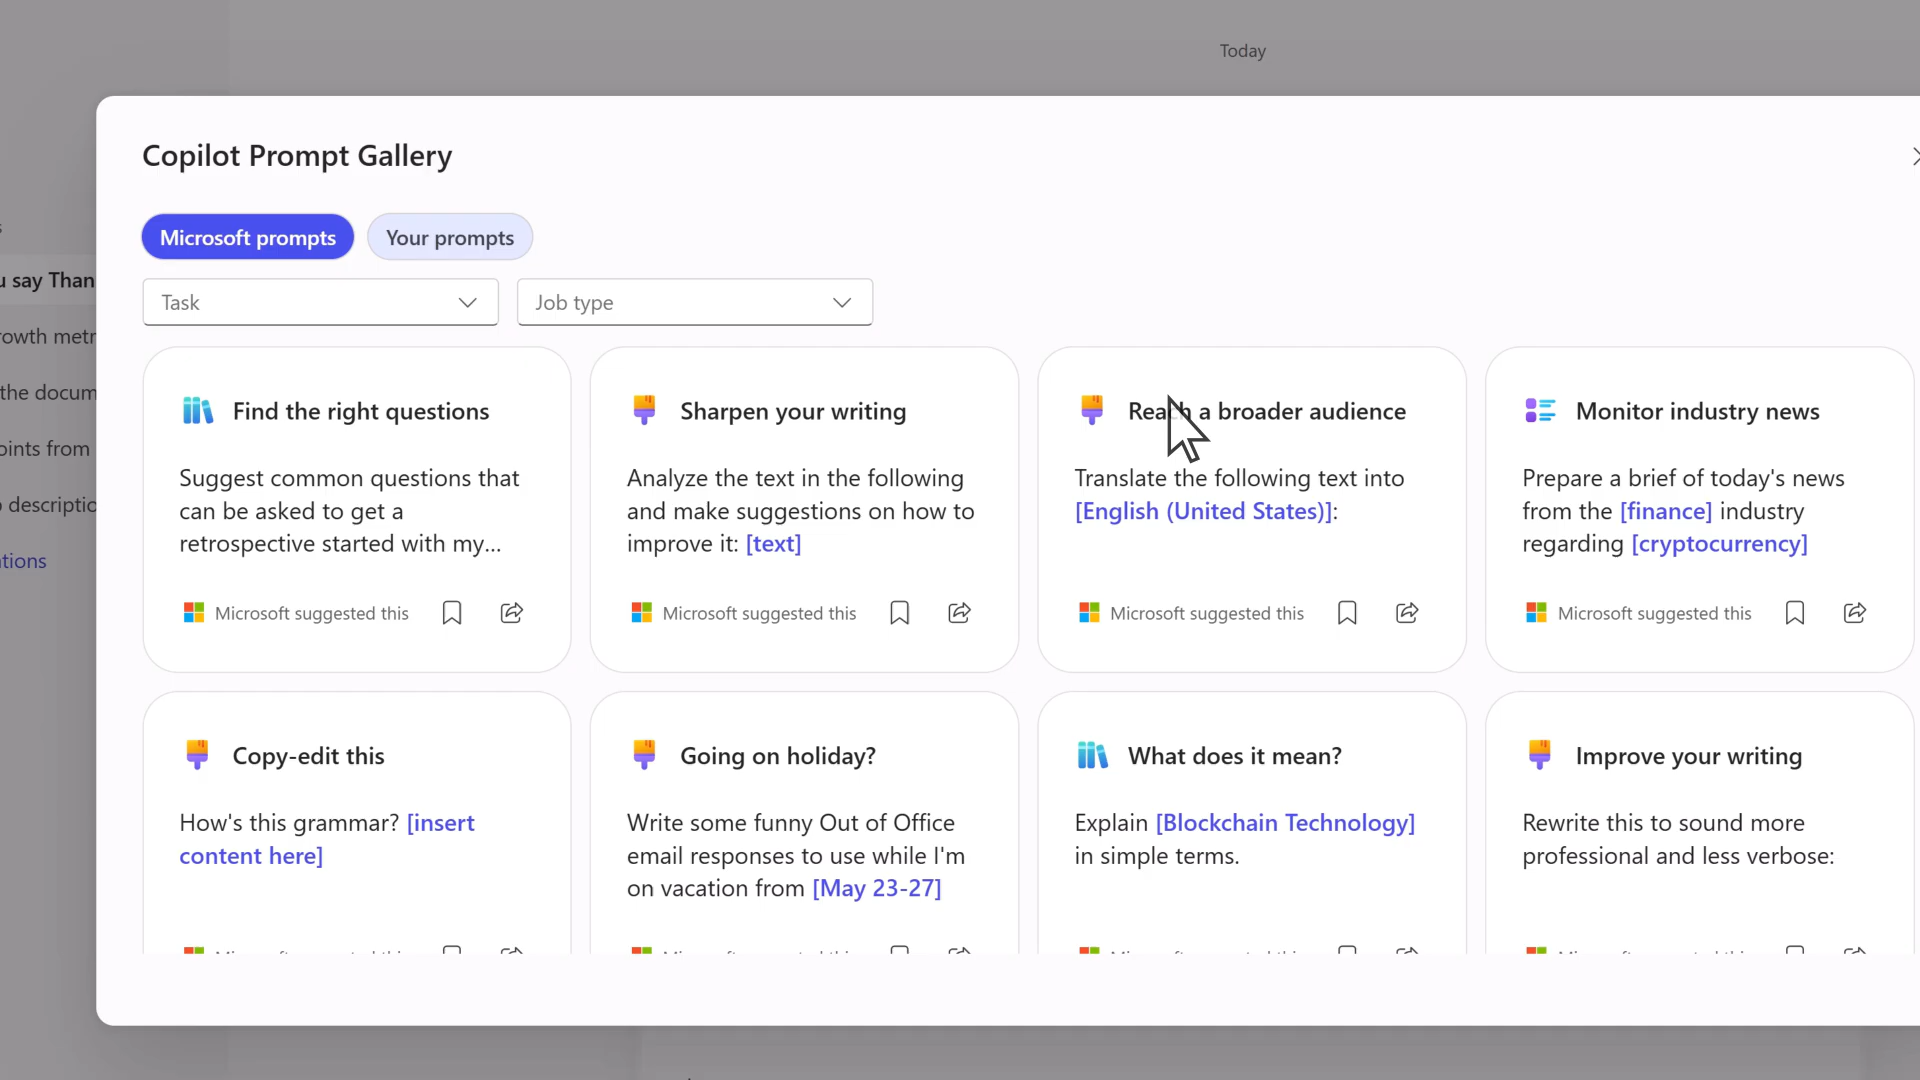 Today
Copilot Prompt Gallery
Microsoft prompts
Your prompts
Task
Job type
say Than
the docum
from
Find the right questions
Suggest common questions that
can be asked to get a
retrospective started with my...
Microsoft suggested this
Sharpen your writing
Analyze the text in the following
and make suggestions on how to
improve it: [text]
Microsoft suggested this
Reach a broader audience
Translate the following text into
[English (United States)]:
Microsoft suggested this
Monitor industry news
Prepare a brief of today's news
from the [finance] industry
regarding [cryptocurrency]
Microsoft suggested this
Copy-edit this
How's this grammar? [insert
content here]
Going on holiday?
Write some funny Out of Office
email responses to use while I'm
on vacation from [May 23-27]
What does it mean?
Explain [Blockchain Technology]
in simple terms.
Improve your writing
Rewrite this to sound more
professional and less verbose: